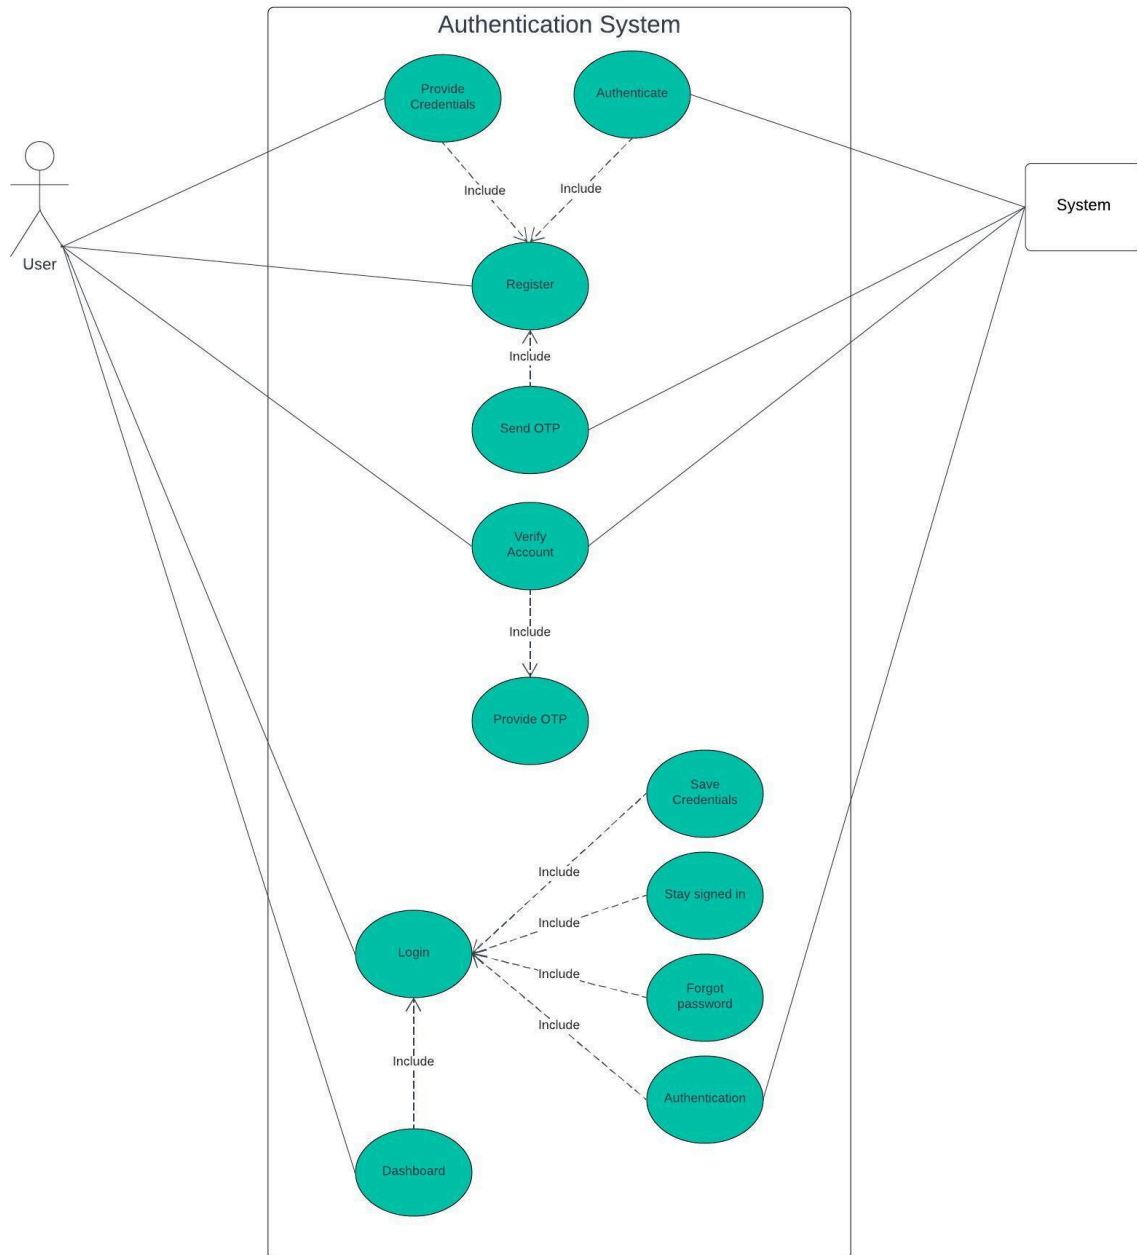 Authentication System
Provide
Credentials
Authenticate
Include
Include
System
User
Register
Include
Send OTP
Verify
Account
Include
Provide OTP
Save
Credentials
Include
Stay signed in
Include
Login
Include
Forgot
password
Include
Include
Authentication
Dashboard